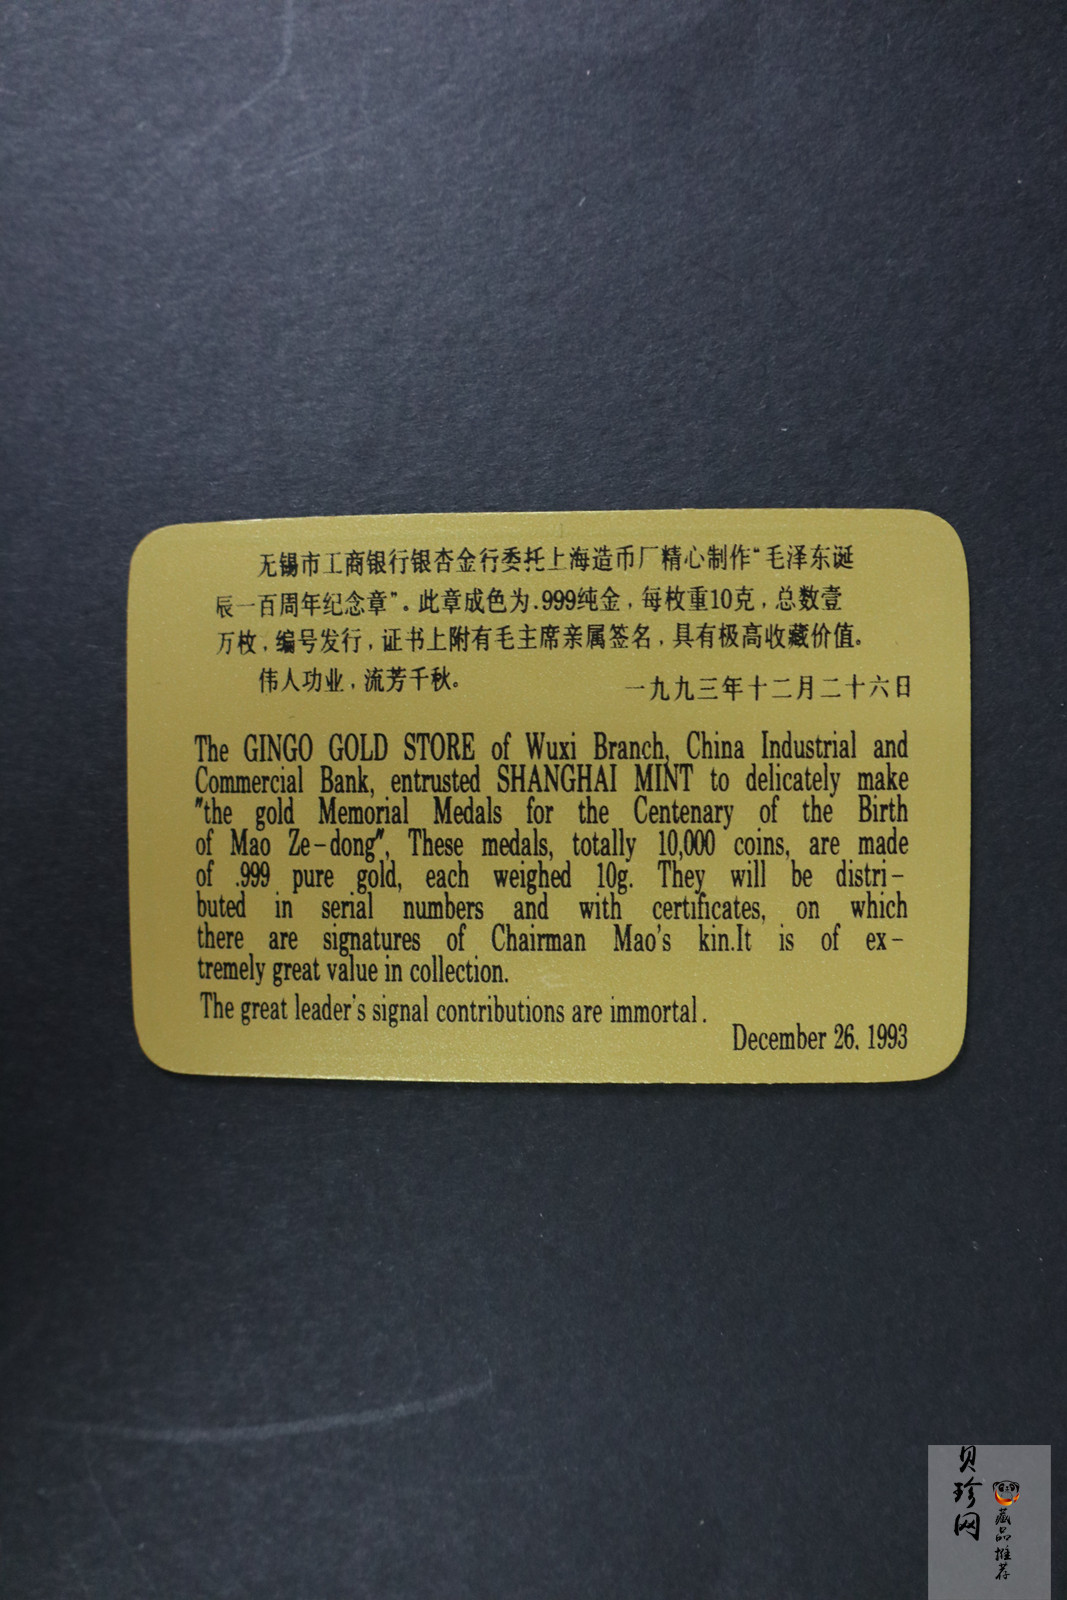 无锡市工商银行银杏金行委托上海造币厂精心制作“毛泽东诞
辰一百周年纪念章”。此章成色为.999纯金，每枚重10克，总数壹
万枚，编号发行，证书上附有毛主席亲属签名，具有极高收藏价值。
伟人功业，流芳千秋。
一九九三年十二月二十六日
The GINGO GOLD STORE of Wuxi Branch, China Industrial and
Commercial Bank, entrusted SHANGHAI MINT to delicately make
"the gold Memorial Medals for the Centenary of the Birth
of Mao Ze-dong", These medals, totally 10,000 coins, are made
of .999 pure gold, each weighed 10g. They will be distri-
buted in serial numbers and with certificates, on which
there are signatures of Chairman Mao's kin.It is of ex-
tremely great value in collection.
The great leader's signal contributions are immortal.
December 26. 1993
贝珍网
藏品推荐